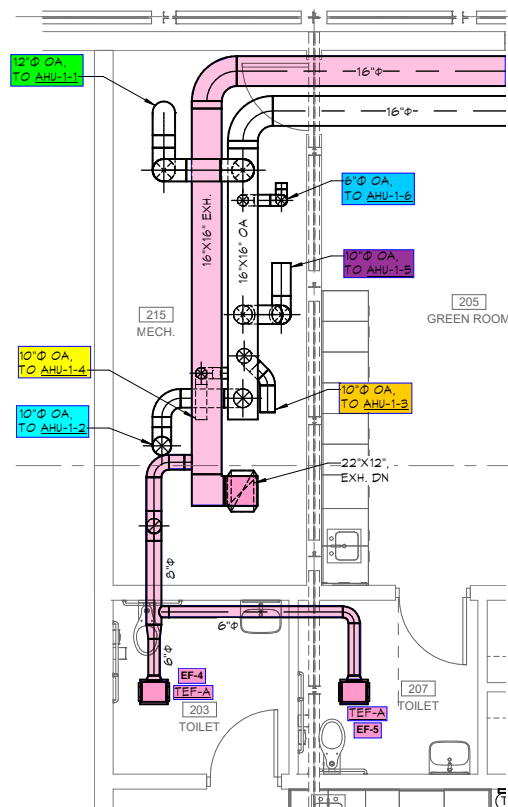 12"Φ OA,
TO AHU-1-1
16"Φ
16"Φ
6"Φ OA,
TO AHU-1-6
16"X16" EXH.
16"X16" OA
10"Φ OA,
TO AHU-1-5
215
MECH.
205
GREEN ROOM
10"Φ OA,
TO AHU-1-4
10"Φ OA,
TO AHU-1-3
10"Φ OA,
TO AHU-1-2
22"X12",
EXH. DN
8"Φ
6"Φ
6"Φ
EF-4
TEF-A
203
TOILET
207
TOILET
TEF-A
EF-5